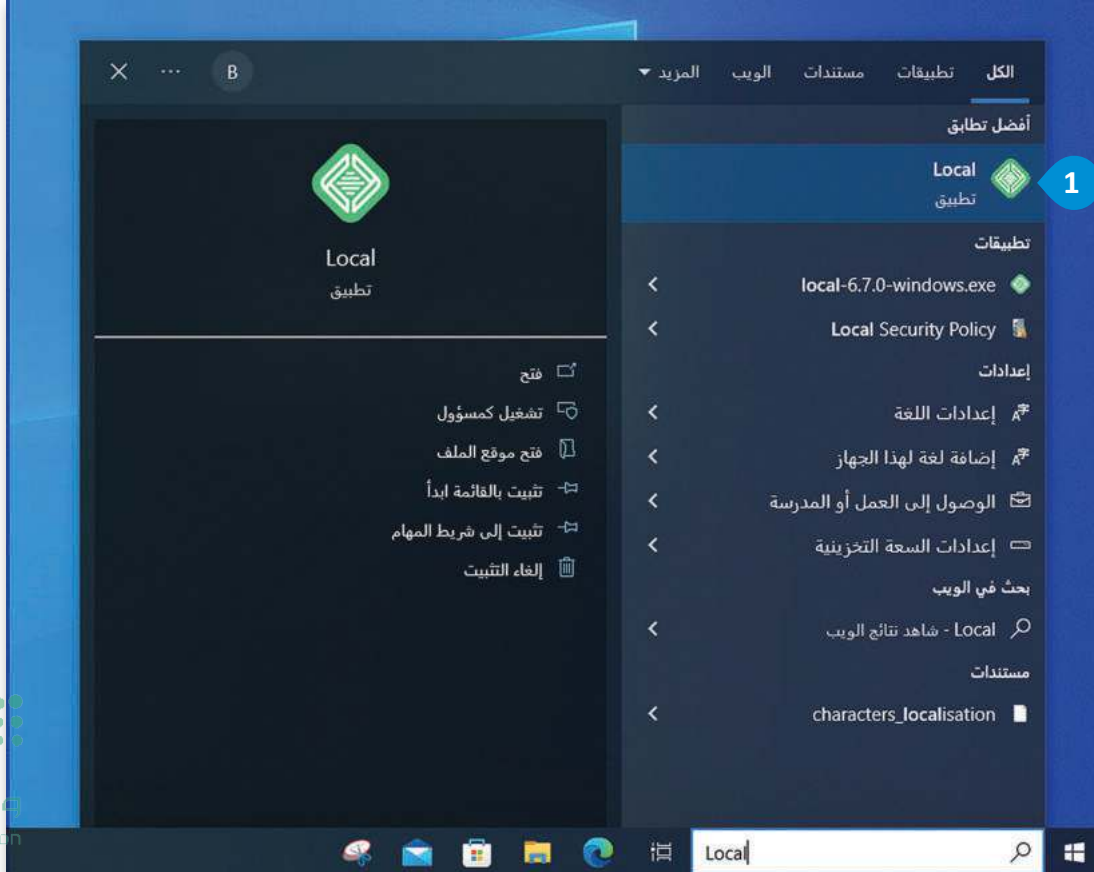 الكل تطبيقات مستندات الويب المزيد
B
أفضل تطابق
Local
تطبيق
1
تطبيقات
local-6.7.0-windows.exe
Local Security Policy
إعدادات
إعدادات اللغة
إضافة لغة لهذا الجهاز
الوصول إلى العمل أو المدرسة
إعدادات السعة التخزينية
بحث في الويب
Local - شاهد نتائج الويب
مستندات
characters_localisation
Local
تطبيق
فتح
تشغيل كمسؤول
فتح موقع الملف
تثبيت بالقائمة ابدأ
تثبيت إلى شريط المهام
إلغاء التثبيت
Local